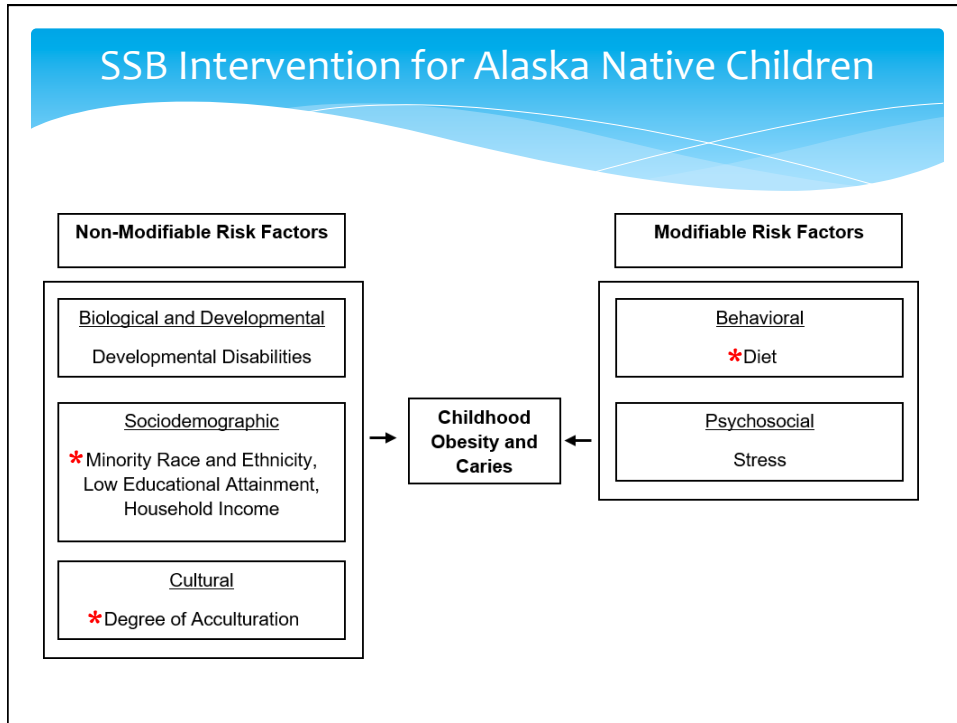 SSB Intervention for Alaska Native Children
Non-Modifiable Risk Factors
Biological and Developmental
Developmental Disabilities
Sociodemographic
*Minority Race and Ethnicity,
Low Educational Attainment,
Household Income
Cultural
*Degree of Acculturation
Childhood
Obesity and
Caries
Modifiable Risk Factors
Behavioral
*Diet
Psychosocial
Stress